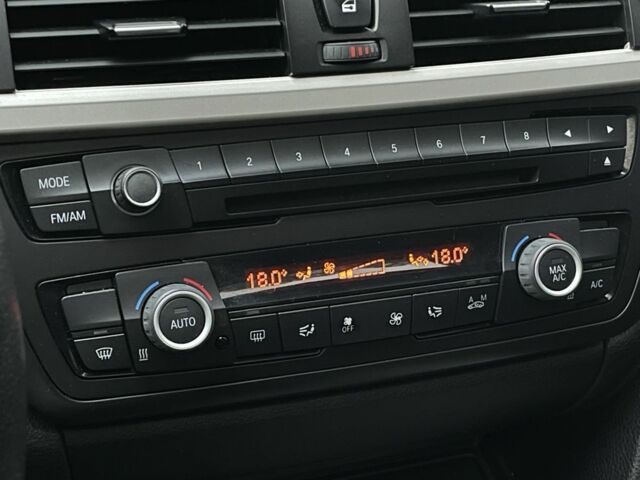 MODE 1 2 3 4 5 6 7 8
FM/AM
18.0° 18.0°
AUTO MAX A/C A/C
OFF A M